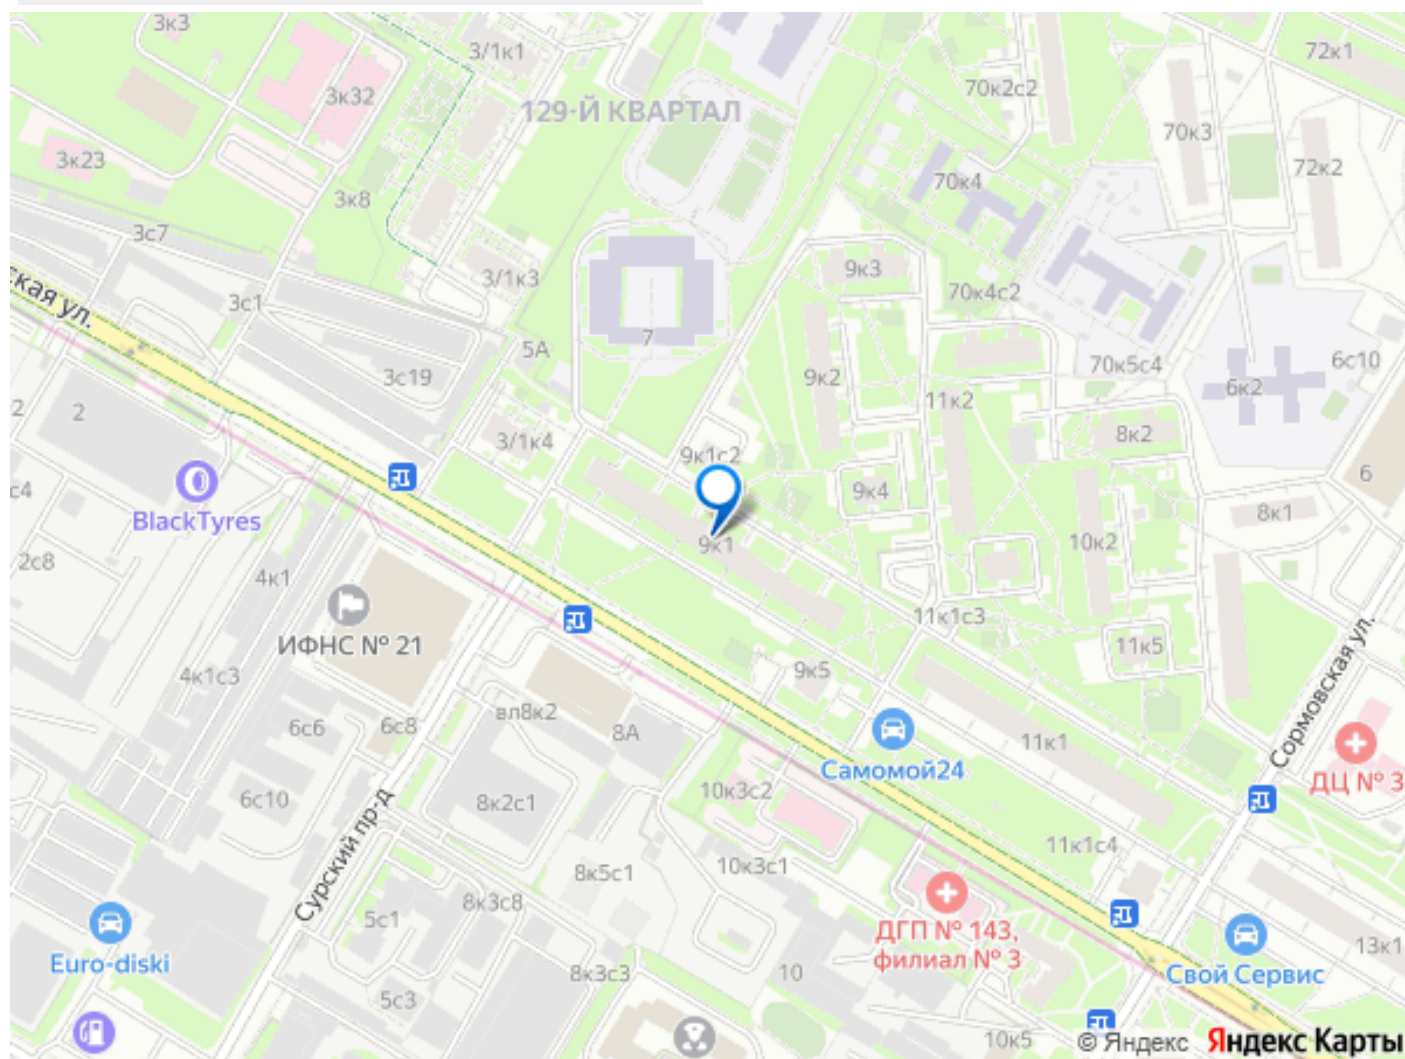 3к3
3/1к1
72к1
3к32
70к2с2
129-Й КВАРТАЛ
70к3
3к23
72к2
70к4
3к8
3с7
9к3
3/1к3
70к4с2
ская ул.
3с1
7
5А
6с10
70к5с4
3с19
9к2
6к2
2
2
11к2
8к2
3/1к4
9к1с2
6
с4
9к4
8к1
BlackTyres
9к1
10к2
2с8
4к1
11к1с3
ИФНС № 21
11к5
4к1с3
9к5
Сормовская ул.
вл8к2
6с6
6с8
8А
11к1
Самомой24
ДЦ № 3
10к3с2
6с10
8к2с1
Сурский пр-д
11к1с4
10к3с1
8к5с1
8к3с8
5с1
ДГП № 143,
филиал № 3
13к1
Euro-diski
8к3с3
10
Свой Сервис
5с3
10к5
© Яндекс Яндекс Карты